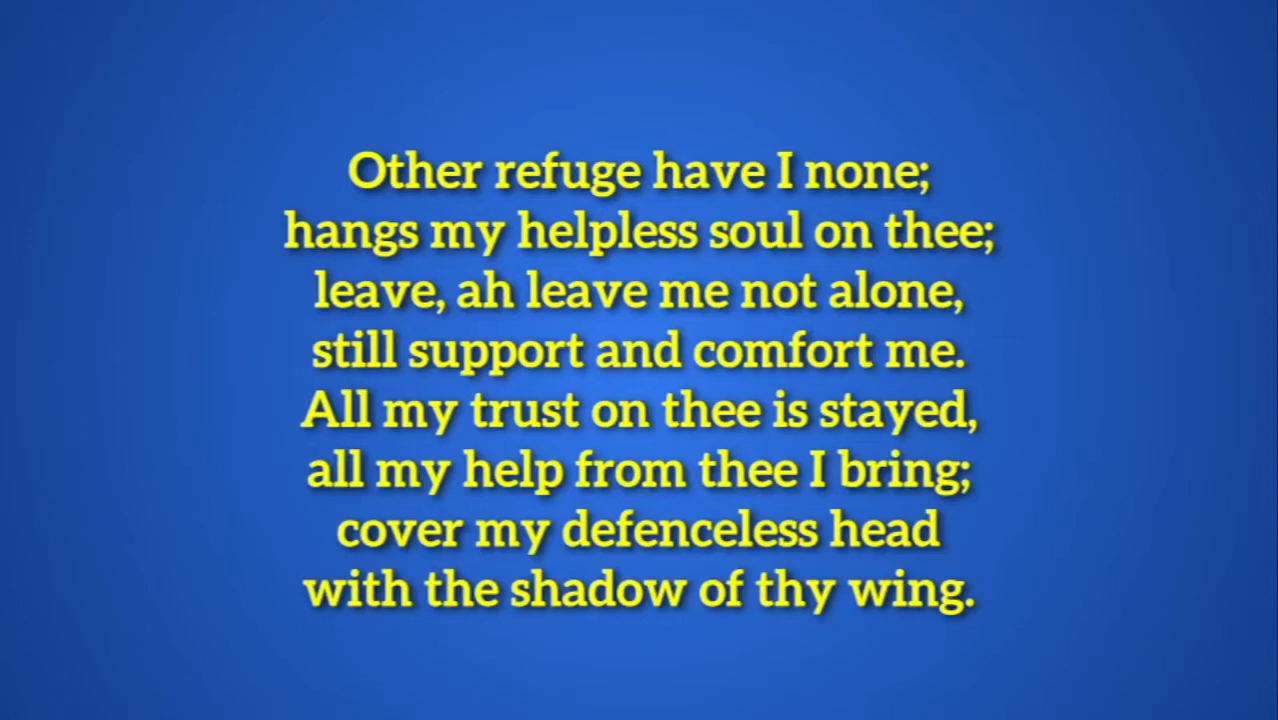 Other refuge have I none;
hangs my helpless soul on thee;
leave, ah leave me not alone,
still support and comfort me.
All my trust on thee is stayed,
all my help from thee I bring;
cover my defenceless head
with the shadow of thy wing.